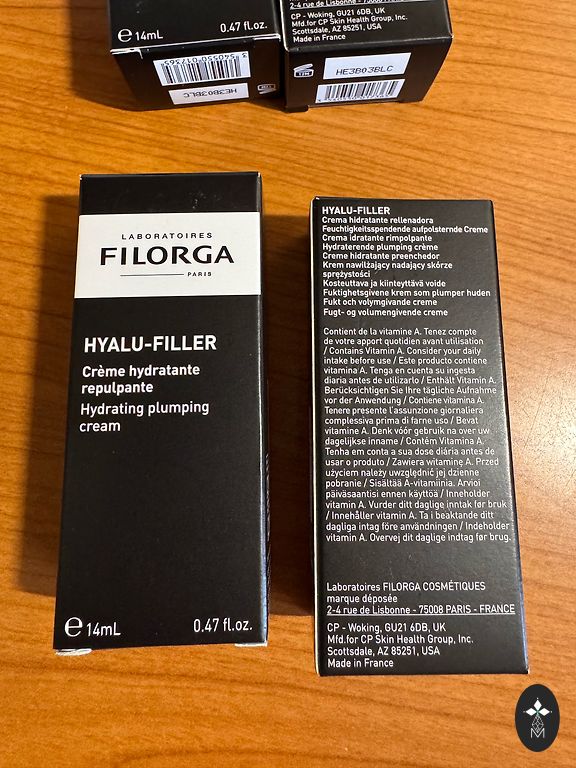 ℮ 14mL 0.47 fl.oz.
3 540550 017365
HE3B03BLC
2-4 rue de Lisbonne - 75008 PARIS - FRANCE
CP - Woking, GU21 6DB, UK
Mfd.for CP Skin Health Group, Inc.
Scottsdale, AZ 85251, USA
Made in France
12M
HE3B03BLC
LABORATOIRES
FILORGA
PARIS
HYALU-FILLER
Crème hydratante
repulpante
Hydrating plumping
cream
℮ 14mL 0.47 fl.oz.
HYALU-FILLER
Crema hidratante rellenadora
Feuchtigkeitsspendende aufpolsternde Creme
Crema idratante rimpolpante
Hydraterende plumping crème
Creme hidratante preenchedor
Krem nawilżający nadający skórze
sprężystości
Kosteuttava ja kiinteyttävä voide
Fuktighetsgivene krem som plumper huden
Fukt och volymgivande creme
Fugt- og volumengivende creme
Contient de la vitamine A. Tenez compte
de votre apport quotidien avant utilisation
/ Contains Vitamin A. Consider your daily
intake before use / Este producto contiene
vitamina A. Tenga en cuenta su ingesta
diaria antes de utilizarlo / Enthält Vitamin A.
Berücksichtigen Sie Ihre tägliche Aufnahme
vor der Anwendung / Contiene vitamina A.
Tenere presente l'assunzione giornaliera
complessiva prima di farne uso / Bevat
vitamine A. Denk vóór gebruik na over uw
dagelijkse inname / Contém Vitamina A.
Tenha em conta a sua dose diária antes de
usar o produto / Zawiera witaminę A. Przed
użyciem należy uwzględnić jej dzienne
pobranie / Sisältää A-vitamiinia. Arvioi
päiväsaantisi ennen käyttöä / Inneholder
vitamin A. Vurder ditt daglige inntak før bruk
/ Innehåller vitamin A. Ta i beaktande ditt
dagliga intag före användningen / Indeholder
vitamin A. Overvej dit daglige indtag før brug.
Laboratoires FILORGA COSMÉTIQUES
marque déposée
2-4 rue de Lisbonne - 75008 PARIS - FRANCE
CP - Woking, GU21 6DB, UK
Mfd.for CP Skin Health Group, Inc.
Scottsdale, AZ 85251, USA
Made in France
M